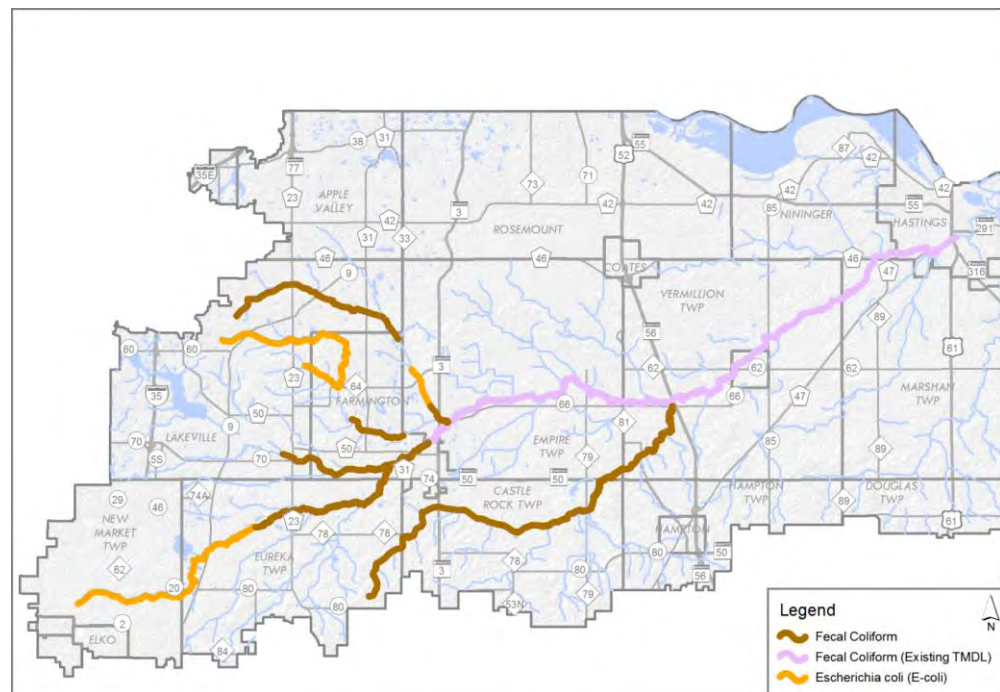 38
31
35E
77
APPLE
VALLEY
23
42
31
33
3
73
71
42
52
55
87
42
42
42
85
NININGER
55
HASTINGS
291
ROSEMOUNT
46
9
46
46
COATES
46
47
316
VERMILLION
TWP
56
89
61
60
60
3
62
62
62
35
23
64
FARMINGTON
66
66
MARSHAN
TWP
50
9
50
81
47
LAKEVILLE
EMPIRE
TWP
85
89
70
5S
70
31
74
50
79
50
HAMPTON
TWP
DOUGLAS
TWP
29
46
74A
CASTLE
ROCK TWP
89
NEW
MARKET
TWP
23
78
78
61
62
EUREKA
TWP
3
78
80
HAMPTON
80
50
56
20
80
80
53N
79
2
ELKO
84
Legend
N
Fecal Coliform
Fecal Coliform (Existing TMDL)
Escherichia coli (E-coli)